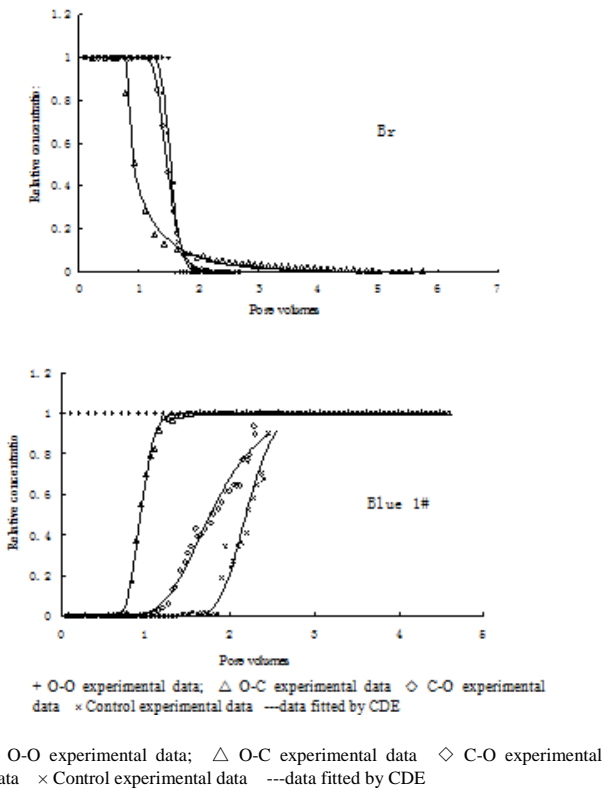 1.2
1
0.8
0.6
0.4
0.2
0
Relative concentratio:
Br
0 1 2 3 4 5 6 7
Pore volumes
1.2
1
0.8
0.6
0.4
0.2
0
Relative concentratio
Blue 1#
0 1 2 3 4 5
Pore volumes
+ O-O experimental data; △ O-C experimental data ◇ C-O experimental
data × Control experimental data ---data fitted by CDE
O-O experimental data; △ O-C experimental data ◇ C-O experimental
ata × Control experimental data ---data fitted by CDE